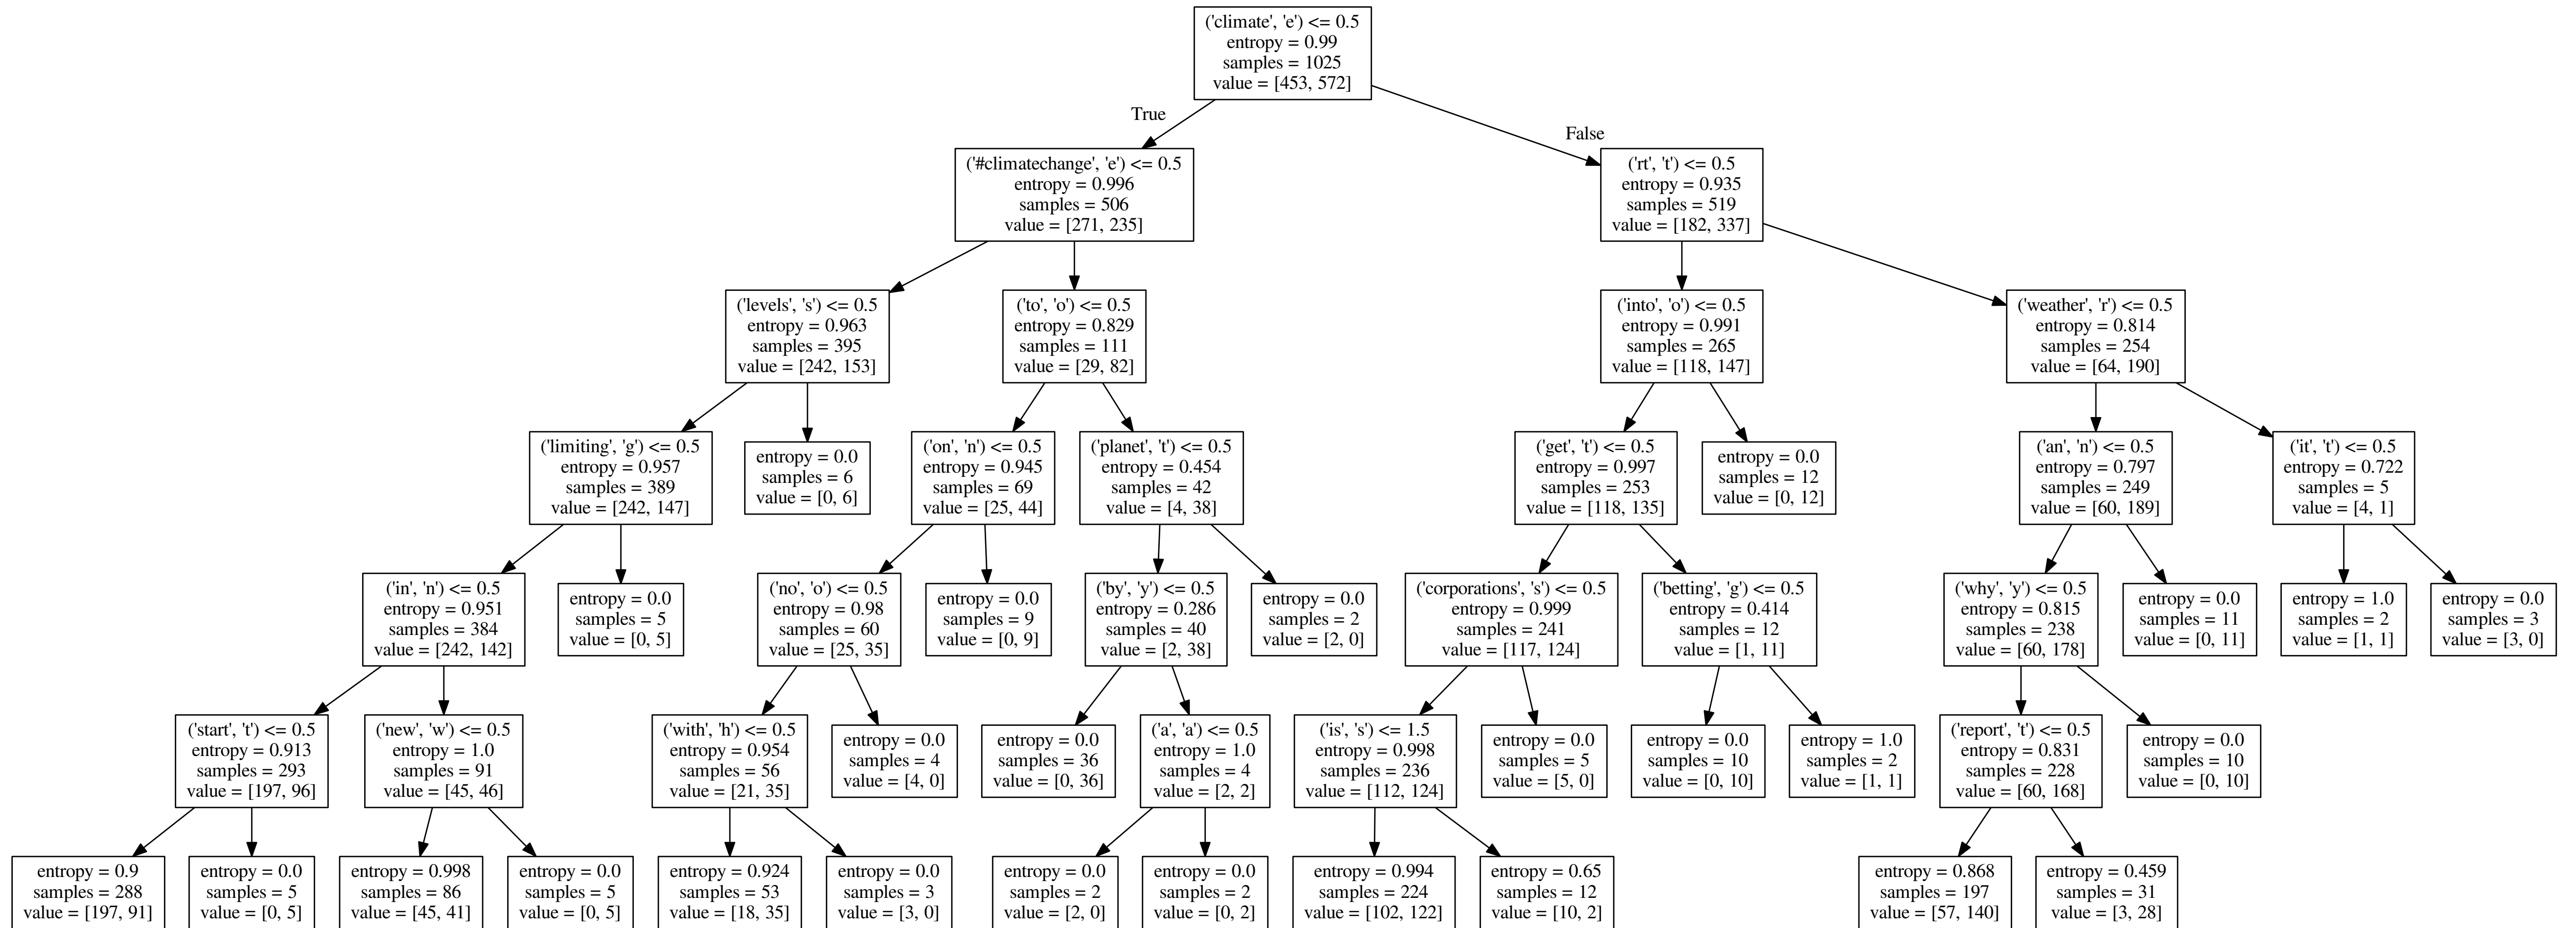 ('climate', 'e') <= 0.5
entropy = 0.99
samples = 1025
value = [453, 572]
True
False
('#climatechange', 'e') <= 0.5
entropy = 0.996
samples = 506
value = [271, 235]
('rt', 't') <= 0.5
entropy = 0.935
samples = 519
value = [182, 337]
('levels', 's') <= 0.5
entropy = 0.963
samples = 395
value = [242, 153]
('to', 'o') <= 0.5
entropy = 0.829
samples = 111
value = [29, 82]
('into', 'o') <= 0.5
entropy = 0.991
samples = 265
value = [118, 147]
('weather', 'r') <= 0.5
entropy = 0.814
samples = 254
value = [64, 190]
('limiting', 'g') <= 0.5
entropy = 0.957
samples = 389
value = [242, 147]
entropy = 0.0
samples = 6
value = [0, 6]
('on', 'n') <= 0.5
entropy = 0.945
samples = 69
value = [25, 44]
('planet', 't') <= 0.5
entropy = 0.454
samples = 42
value = [4, 38]
('get', 't') <= 0.5
entropy = 0.997
samples = 253
value = [118, 135]
entropy = 0.0
samples = 12
value = [0, 12]
('an', 'n') <= 0.5
entropy = 0.797
samples = 249
value = [60, 189]
('it', 't') <= 0.5
entropy = 0.722
samples = 5
value = [4, 1]
('in', 'n') <= 0.5
entropy = 0.951
samples = 384
value = [242, 142]
entropy = 0.0
samples = 5
value = [0, 5]
('no', 'o') <= 0.5
entropy = 0.98
samples = 60
value = [25, 35]
entropy = 0.0
samples = 9
value = [0, 9]
('by', 'y') <= 0.5
entropy = 0.286
samples = 40
value = [2, 38]
entropy = 0.0
samples = 2
value = [2, 0]
('corporations', 's') <= 0.5
entropy = 0.999
samples = 241
value = [117, 124]
('betting', 'g') <= 0.5
entropy = 0.414
samples = 12
value = [1, 11]
('why', 'y') <= 0.5
entropy = 0.815
samples = 238
value = [60, 178]
entropy = 0.0
samples = 11
value = [0, 11]
entropy = 1.0
samples = 2
value = [1, 1]
entropy = 0.0
samples = 3
value = [3, 0]
('start', 't') <= 0.5
entropy = 0.913
samples = 293
value = [197, 96]
('new', 'w') <= 0.5
entropy = 1.0
samples = 91
value = [45, 46]
('with', 'h') <= 0.5
entropy = 0.954
samples = 56
value = [21, 35]
entropy = 0.0
samples = 4
value = [4, 0]
entropy = 0.0
samples = 36
value = [0, 36]
('a', 'a') <= 0.5
entropy = 1.0
samples = 4
value = [2, 2]
('is', 's') <= 1.5
entropy = 0.998
samples = 236
value = [112, 124]
entropy = 0.0
samples = 5
value = [5, 0]
entropy = 0.0
samples = 10
value = [0, 10]
entropy = 1.0
samples = 2
value = [1, 1]
('report', 't') <= 0.5
entropy = 0.831
samples = 228
value = [60, 168]
entropy = 0.0
samples = 10
value = [0, 10]
entropy = 0.9
samples = 288
value = [197, 91]
entropy = 0.0
samples = 5
value = [0, 5]
entropy = 0.998
samples = 86
value = [45, 41]
entropy = 0.0
samples = 5
value = [0, 5]
entropy = 0.924
samples = 53
value = [18, 35]
entropy = 0.0
samples = 3
value = [3, 0]
entropy = 0.0
samples = 2
value = [2, 0]
entropy = 0.0
samples = 2
value = [0, 2]
entropy = 0.994
samples = 224
value = [102, 122]
entropy = 0.65
samples = 12
value = [10, 2]
entropy = 0.868
samples = 197
value = [57, 140]
entropy = 0.459
samples = 31
value = [3, 28]